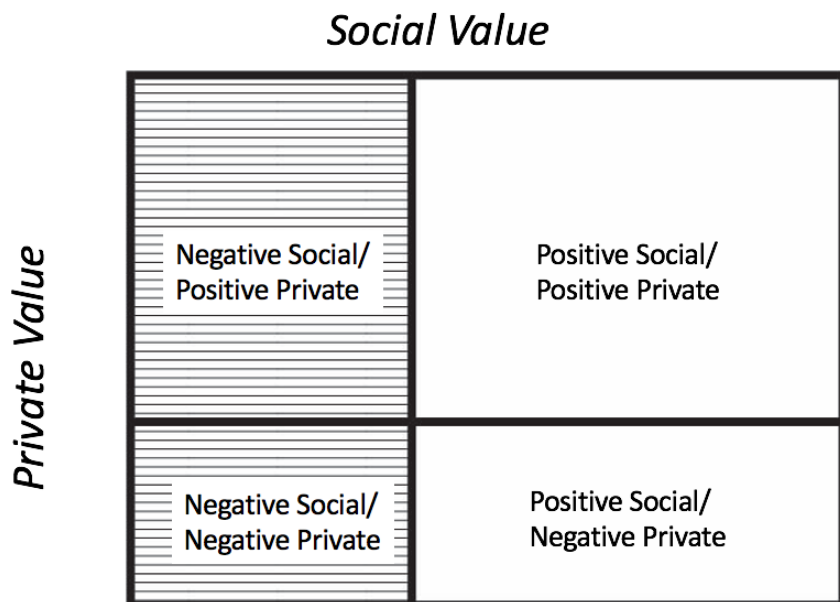 Social Value
Private Value
Negative Social/
Positive Private
Positive Social/
Positive Private
Negative Social/
Negative Private
Positive Social/
Negative Private